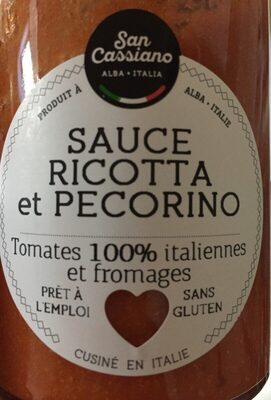 San
Cassiano
ALBA • ITALIA
PRODUIT À
ALBA • ITALIE
SAUCE
RICOTTA
et PECORINO
Tomates 100% italiennes
et fromages
PRÊT À
L'EMPLOI
SANS
GLUTEN
CUSINÉ EN ITALIE